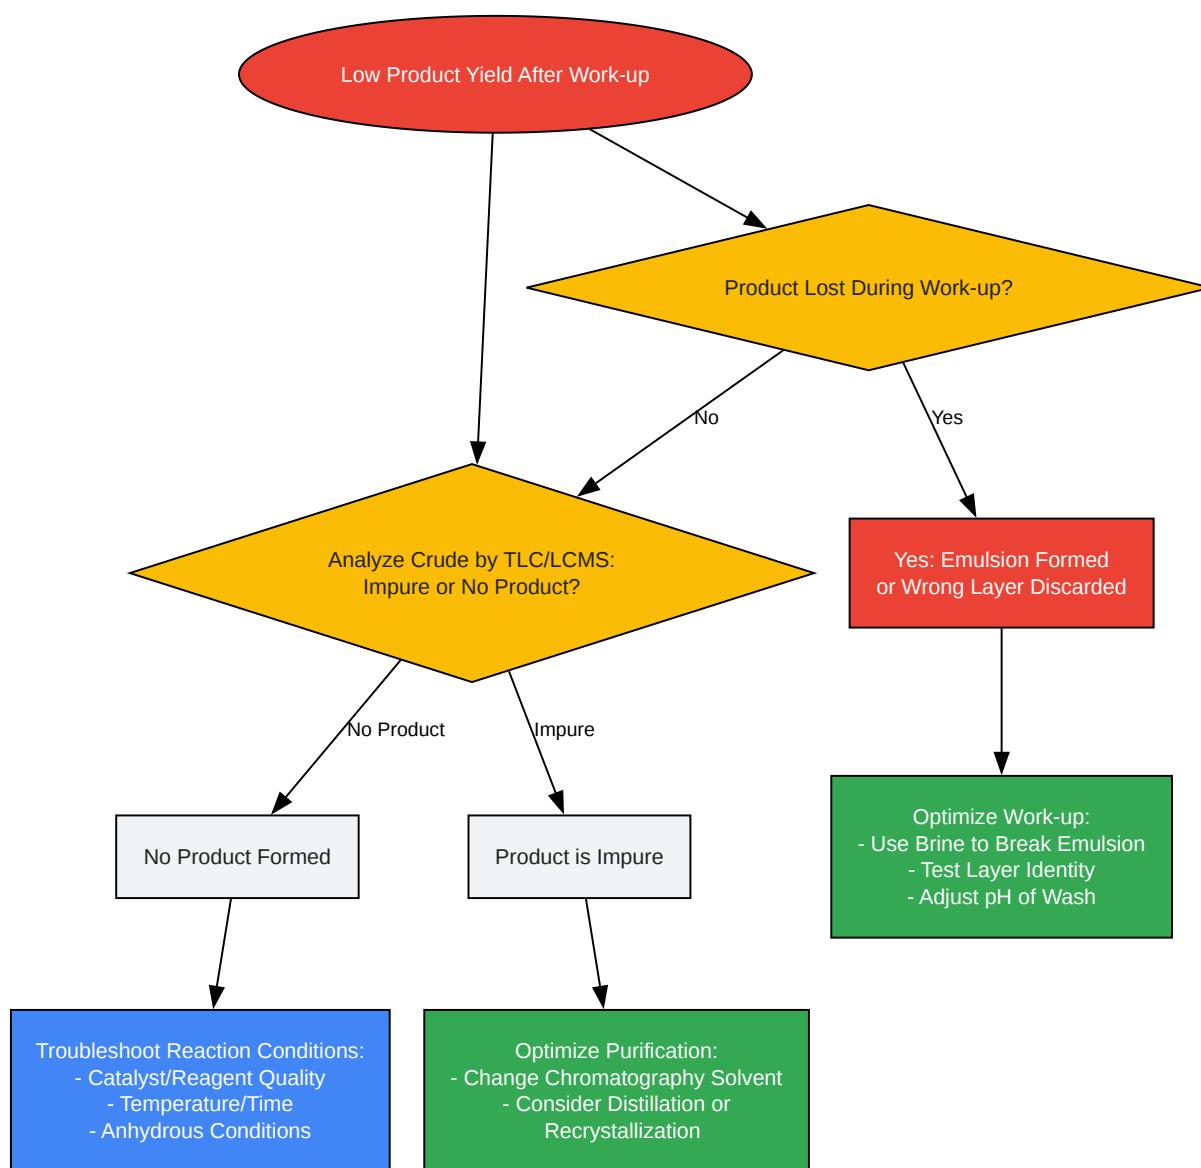 Low Product Yield After Work-up
Product Lost During Work-up?
No
Yes
Analyze Crude by TLC/LCMS:
Impure or No Product?
Yes: Emulsion Formed
or Wrong Layer Discarded
No Product
Impure
No Product Formed
Product is Impure
Optimize Work-up:
- Use Brine to Break Emulsion
- Test Layer Identity
- Adjust pH of Wash
Troubleshoot Reaction Conditions:
- Catalyst/Reagent Quality
- Temperature/Time
- Anhydrous Conditions
Optimize Purification:
- Change Chromatography Solvent
- Consider Distillation or
Recrystallization